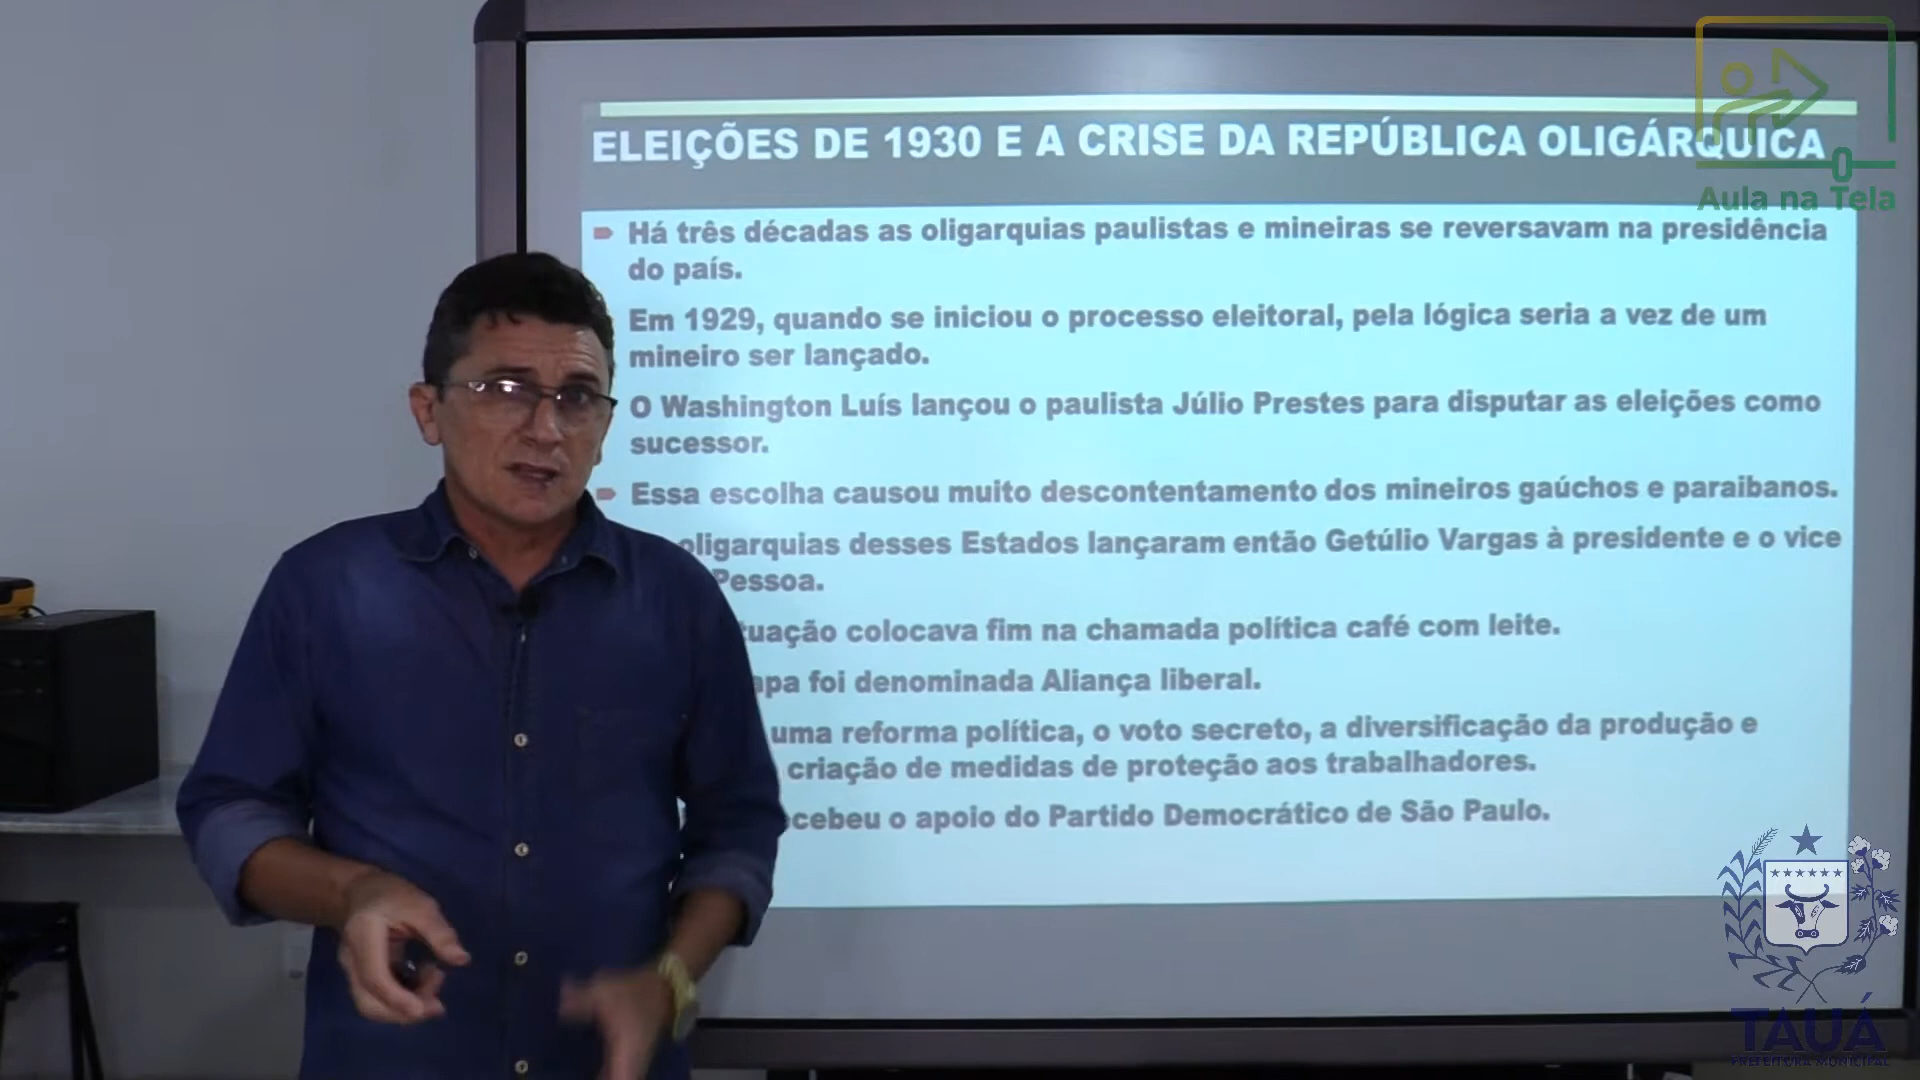 ELEIÇÕES DE 1930 E A CRISE DA REPÚBLICA OLIGÁRQUICA
Aula na Tela
Há três décadas as oligarquias paulistas e mineiras se reversavam na presidência
do país.
Em 1929, quando se iniciou o processo eleitoral, pela lógica seria a vez de um
mineiro ser lançado.
O Washington Luís lançou o paulista Júlio Prestes para disputar as eleições como
sucessor.
Essa escolha causou muito descontentamento dos mineiros gaúchos e paraibanos.
oligarquias desses Estados lançaram então Getúlio Vargas à presidente e o vice
Pessoa.
tuação colocava fim na chamada política café com leite.
apa foi denominada Aliança liberal.
uma reforma política, o voto secreto, a diversificação da produção e
criação de medidas de proteção aos trabalhadores.
cebeu o apoio do Partido Democrático de São Paulo.
TAUÁ
PREFEITURA MUNICIPAL